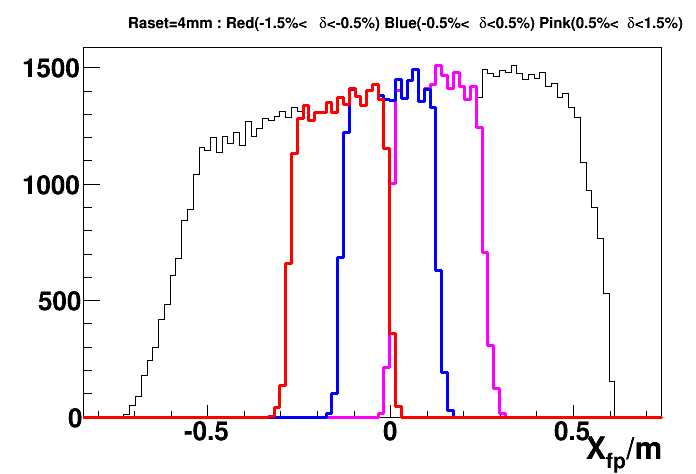 Raset=4mm : Red(-1.5%< δ<-0.5%) Blue(-0.5%< δ<0.5%) Pink(0.5%< δ<1.5%)
1500
1000
500
0
-0.5 0 0.5
X_fp/m